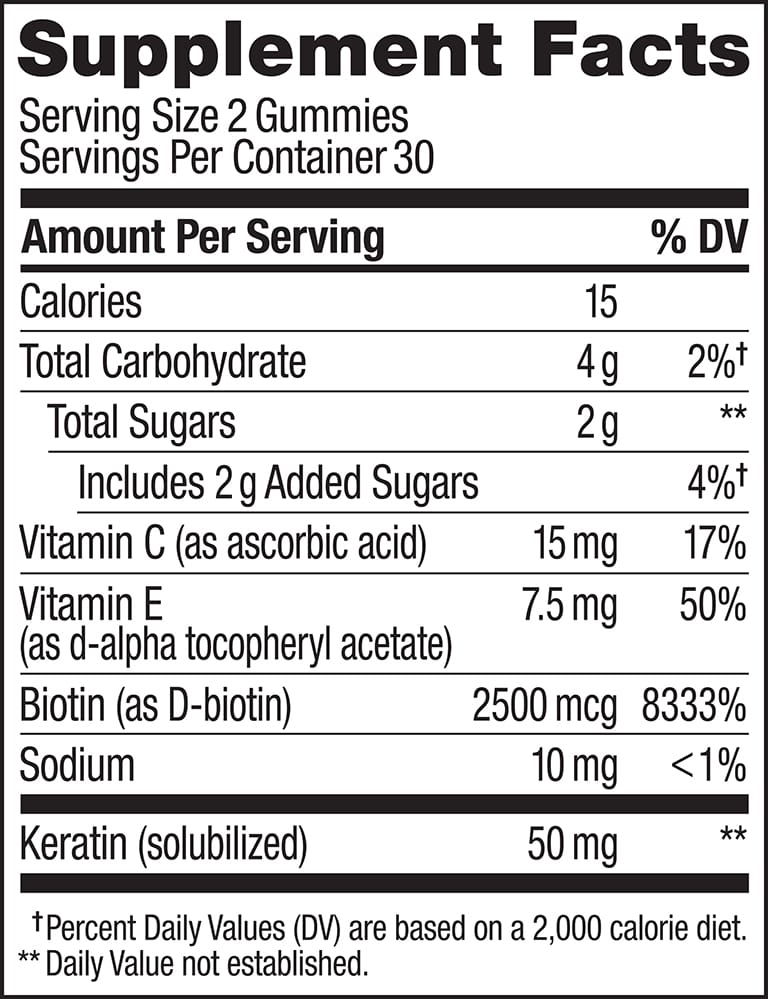 Supplement Facts
Serving Size 2 Gummies
Servings Per Container 30
Amount Per Serving % DV
Calories 15
Total Carbohydrate 4 g 2%†
Total Sugars 2 g **
Includes 2 g Added Sugars 4%†
Vitamin C (as ascorbic acid) 15 mg 17%
Vitamin E 7.5 mg 50%
(as d-alpha tocopheryl acetate)
Biotin (as D-biotin) 2500 mcg 8333%
Sodium 10 mg <1%
Keratin (solubilized) 50 mg **
†Percent Daily Values (DV) are based on a 2,000 calorie diet.
** Daily Value not established.